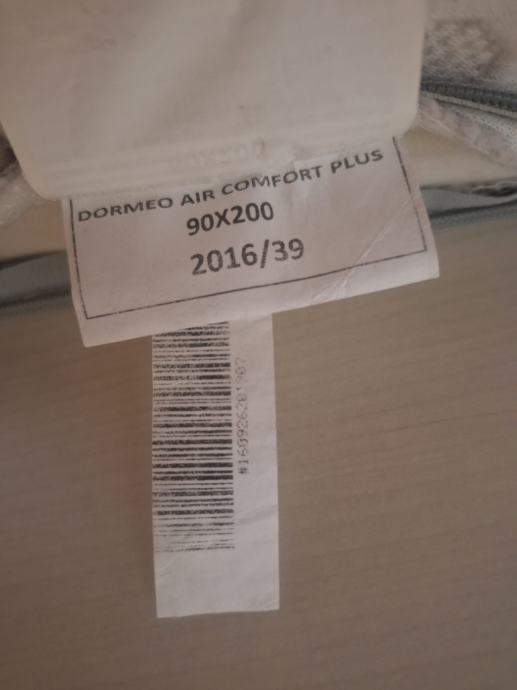 DORMEO AIR COMFORT PLUS
90X200
2016/39